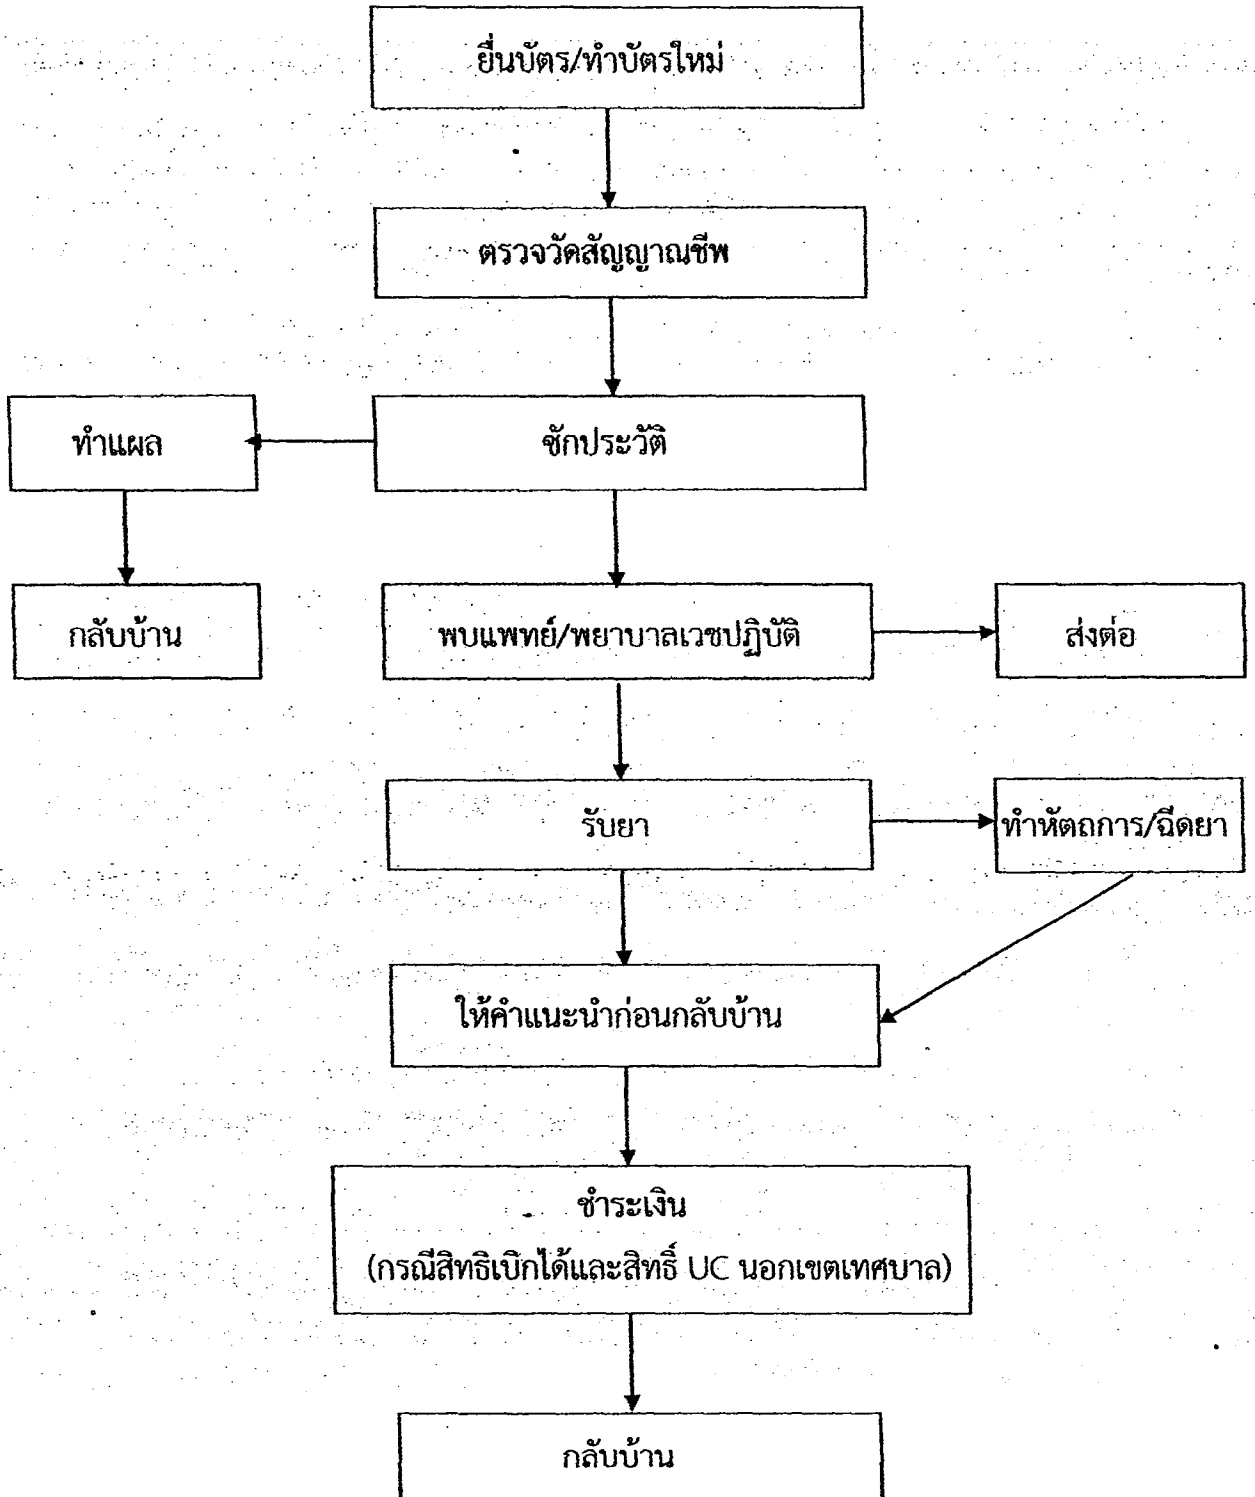 ยื่นบัตร/ทำบัตรใหม่
ตรวจวัดสัญญาณชีพ
ทำแผล
ซักประวัติ
กลับบ้าน
พบแพทย์/พยาบาลเวชปฏิบัติ
ส่งต่อ
รับยา
ทำหัตถการ/ฉีดยา
ให้คำแนะนำก่อนกลับบ้าน
ชำระเงิน
(กรณีสิทธิเบิกได้และสิทธิ์ UC นอกเขตเทศบาล)
กลับบ้าน